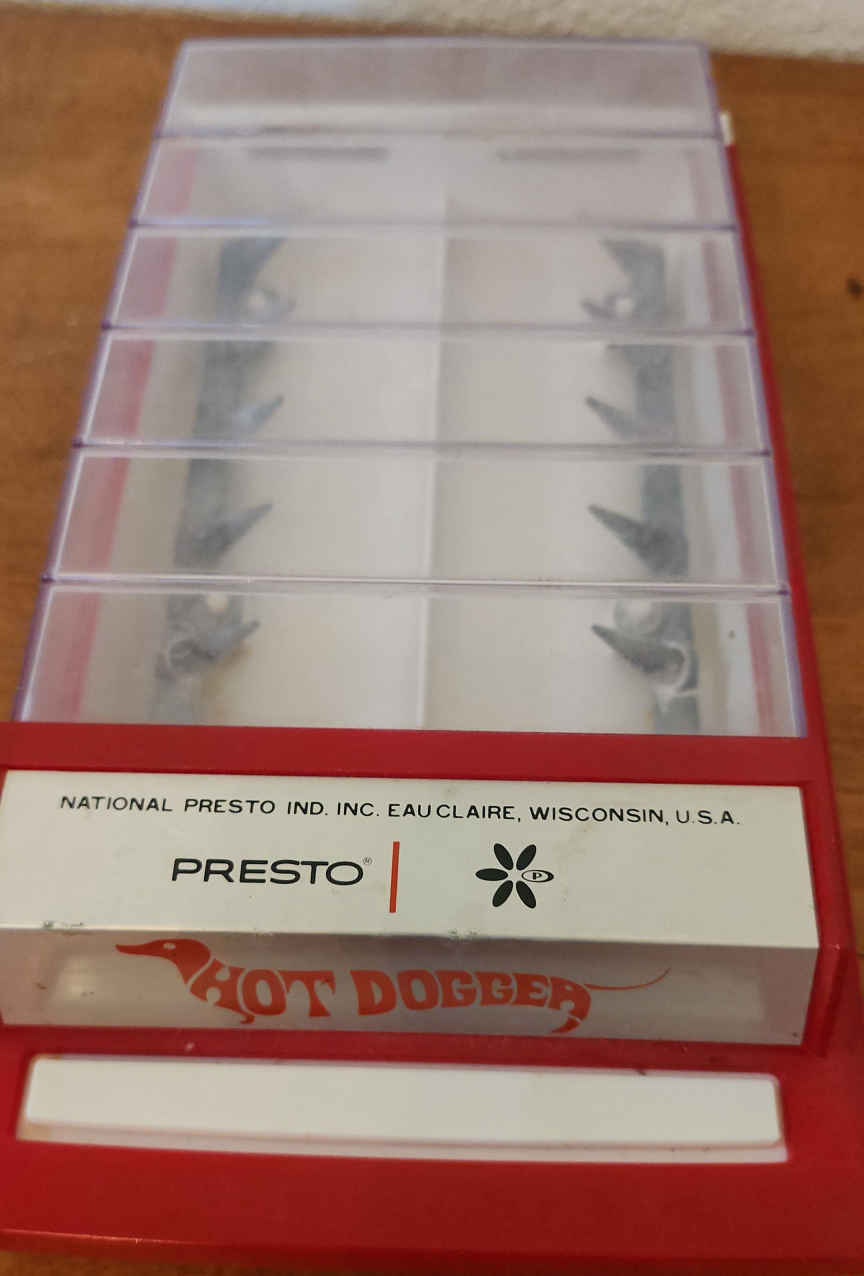 NATIONAL PRESTO IND. INC. EAU CLAIRE, WISCONSIN, U.S.A.
PRESTO® P
HOT DOGGER